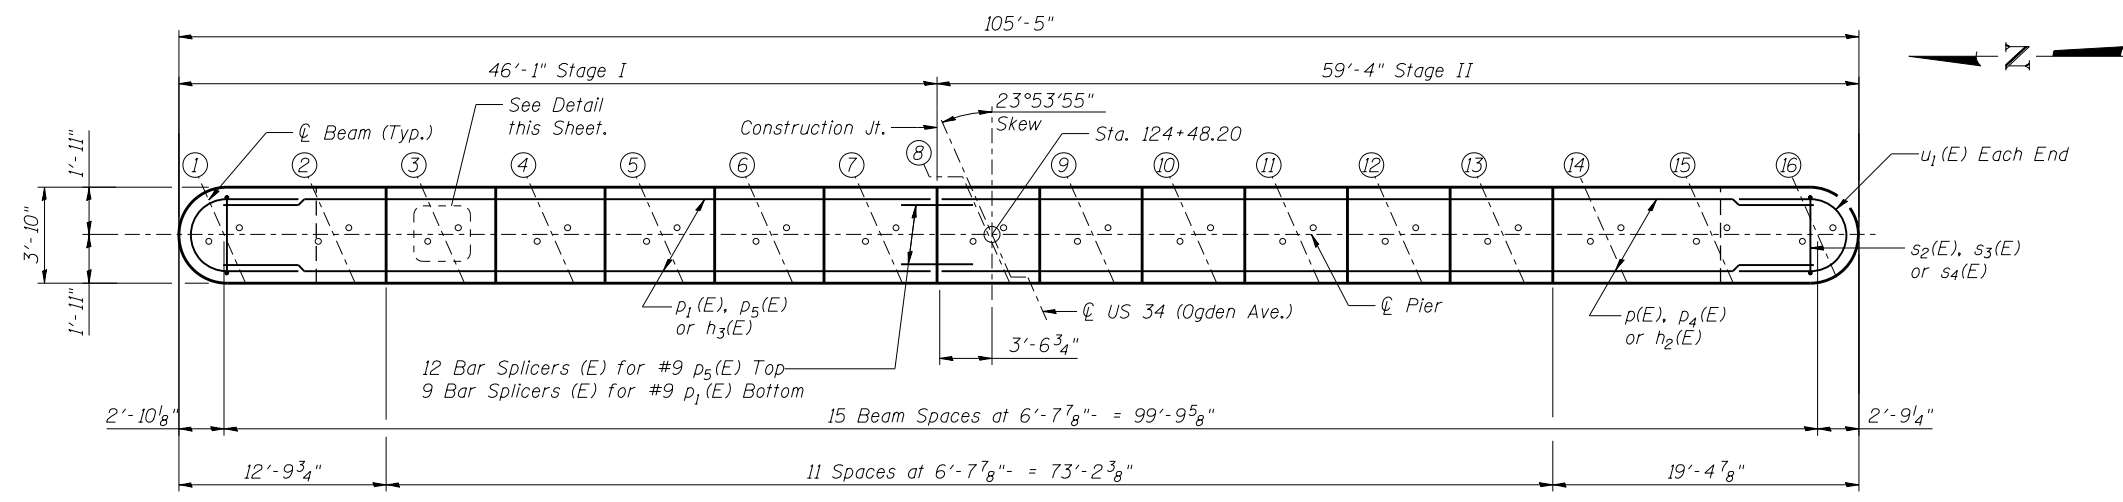 105'-5"
46'-1" Stage I
59'-4" Stage II
N
See Detail
this Sheet.
23°53'55"
Skew
℄ Beam (Typ.)
Construction Jt.
Sta. 124+48.20
1'-11"
u₁(E) Each End
1 2 3 4 5 6 7 8 9 10 11 12 13 14 15 16
3'-10"
1'-11"
s₂(E), s₃(E)
or s₄(E)
p₁(E), p₅(E)
or h₃(E)
℄ US 34 (Ogden Ave.)
℄ Pier
p(E), p₄(E)
or h₂(E)
3'-6¾"
12 Bar Splicers (E) for #9 p₅(E) Top
9 Bar Splicers (E) for #9 p₁(E) Bottom
2'-10⅛"
15 Beam Spaces at 6'-7⅞"- = 99'-9⅝"
2'-9¼"
12'-9¾"
11 Spaces at 6'-7⅞"- = 73'-2⅜"
19'-4⅞"